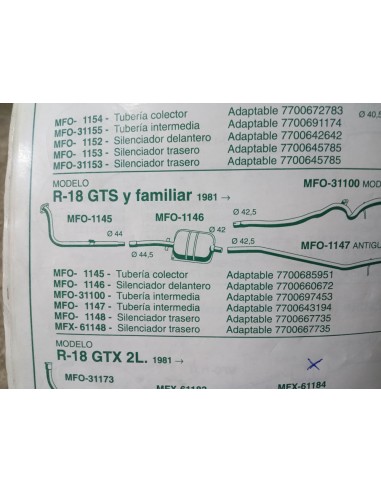 MFO- 1154 - Tubería colector Adaptable 7700672783 Ø 40,5
MFO-31155 - Tubería intermedia Adaptable 7700691174
MFO- 1152 - Silenciador delantero Adaptable 7700642642
MFO- 1153 - Silenciador trasero Adaptable 7700645785
MFO-31153 - Silenciador trasero Adaptable 7700645785
MODELO
R-18 GTS y familiar 1981 → MFO-31100 MOD
MFO-1145 MFO-1146 Ø 42,5
Ø 44 Ø 42
MFO-1147 ANTIGU
Ø 44,5 Ø 42,5
MFO- 1145 - Tubería colector Adaptable 7700685951
MFO- 1146 - Silenciador delantero Adaptable 7700660672
MFO-31100 - Tubería intermedia Adaptable 7700697453
MFO- 1147 - Tubería intermedia Adaptable 7700643194
MFO- 1148 - Silenciador trasero Adaptable 7700667735
MFX-61148 - Silenciador trasero Adaptable 7700667735
MODELO
R-18 GTX 2L. 1981 →
MFO-31173 MFX-61184